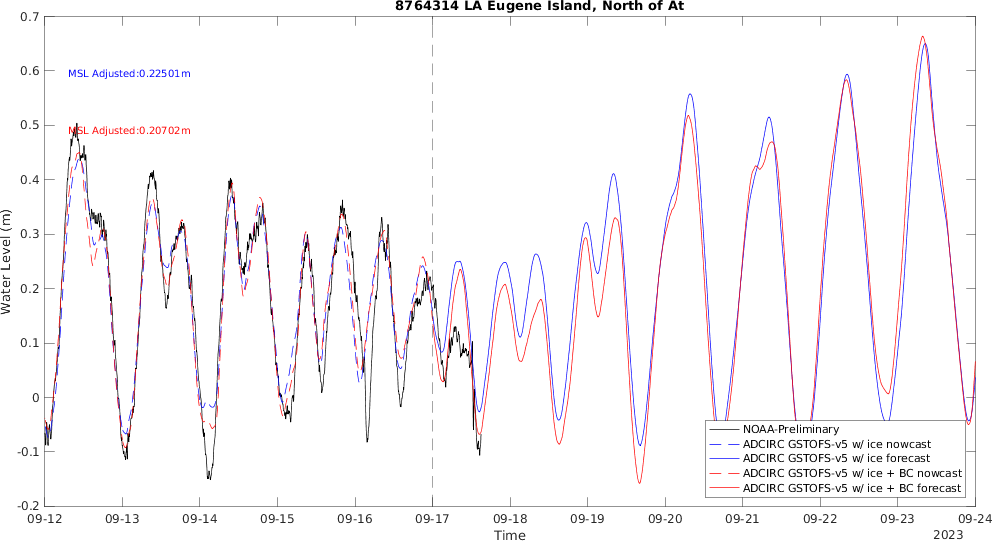 8764314 LA Eugene Island, North of At
0.7
0.6
0.5
0.4
0.3
0.2
0.1
0
-0.1
-0.2
Water Level (m)
MSL Adjusted:0.22501m
MSL Adjusted:0.20702m
NOAA-Preliminary
ADCIRC GSTOFS-v5 w/ ice nowcast
ADCIRC GSTOFS-v5 w/ ice forecast
ADCIRC GSTOFS-v5 w/ ice + BC nowcast
ADCIRC GSTOFS-v5 w/ ice + BC forecast
09-12 09-13 09-14 09-15 09-16 09-17 09-18 09-19 09-20 09-21 09-22 09-23 09-24
Time
2023